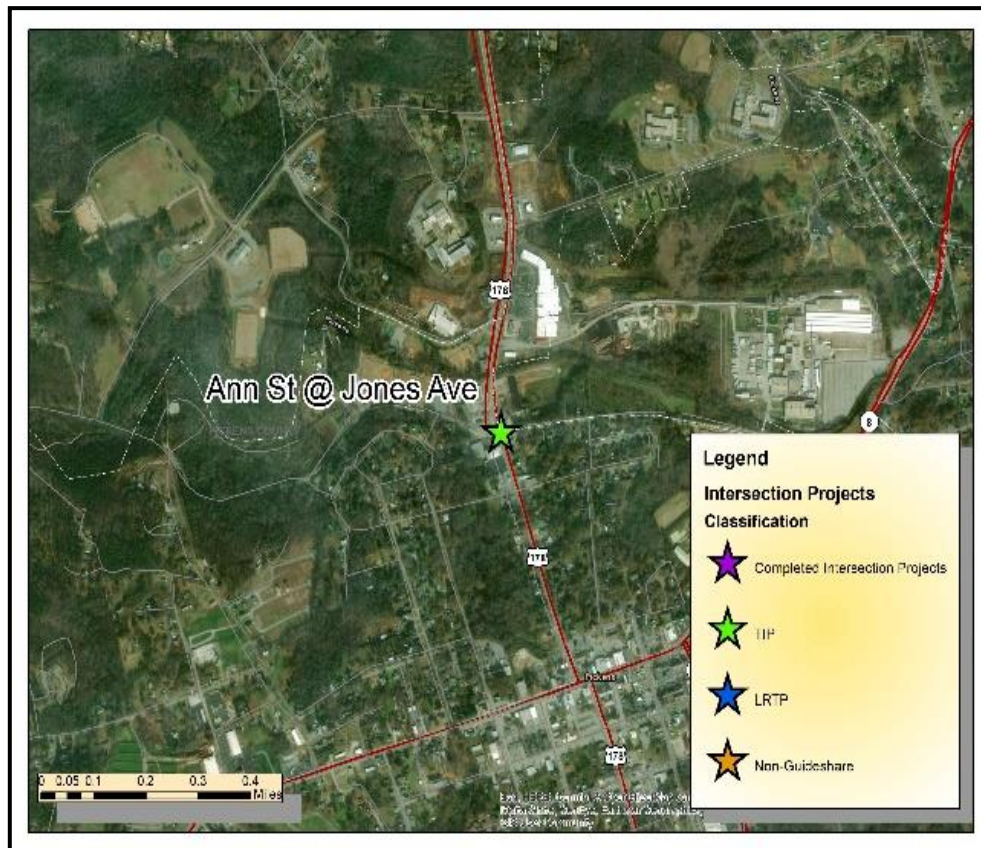 178
Ann St @ Jones Ave
8
178
Pickens
178
Legend
Intersection Projects
Classification
Completed Intersection Projects
TIP
LRTP
Non-Guideshare
0 0.05 0.1 0.2 0.3 0.4
Miles